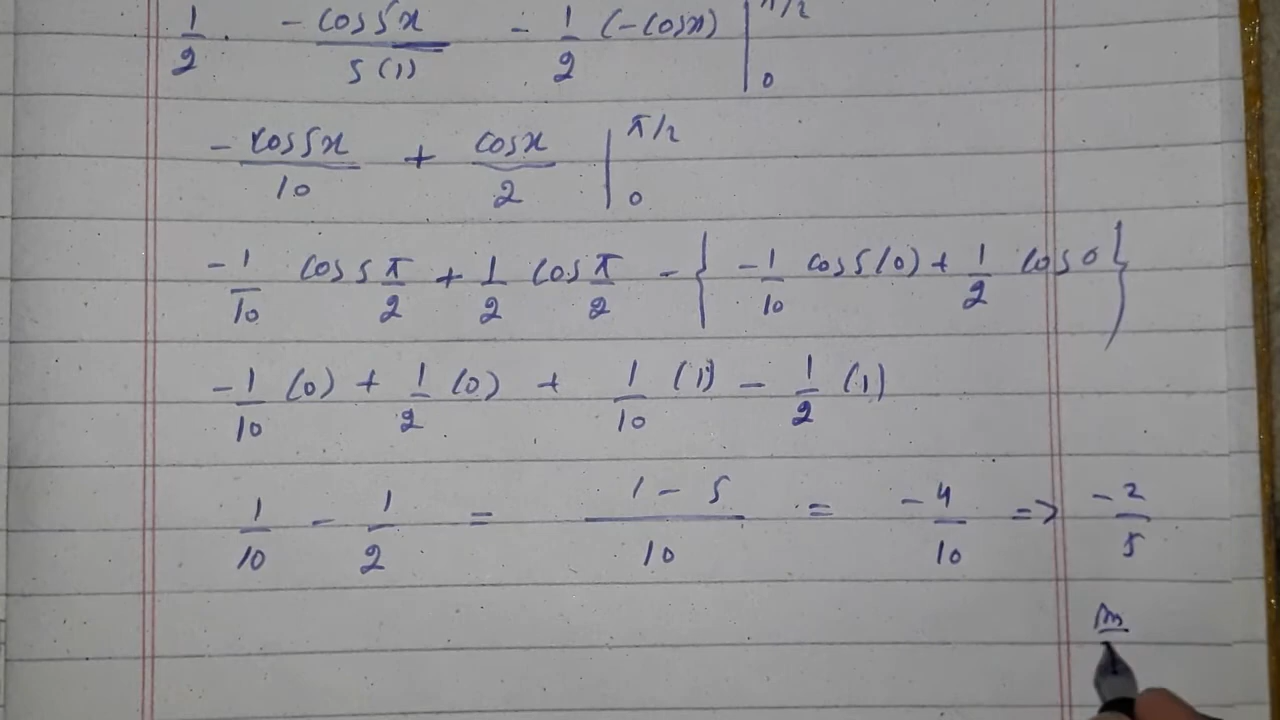 1/2 · -cos5x/5(1) - 1/2 (-cosx) |₀^π/2
-cos5x/10 + cosx/2 |₀^π/2
-1/10 cos5π/2 + 1/2 cosπ/2 - { -1/10 cos5(0) + 1/2 cos0 }
-1/10 (0) + 1/2 (0) + 1/10 (1) - 1/2 (1)
1/10 - 1/2 = 1-5/10 = -4/10 => -2/5